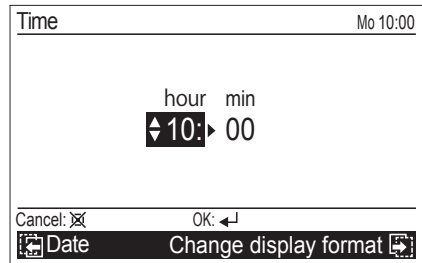 Time Mo 10:00
hour min
10: 00
Cancel: OK:
Date Change display format